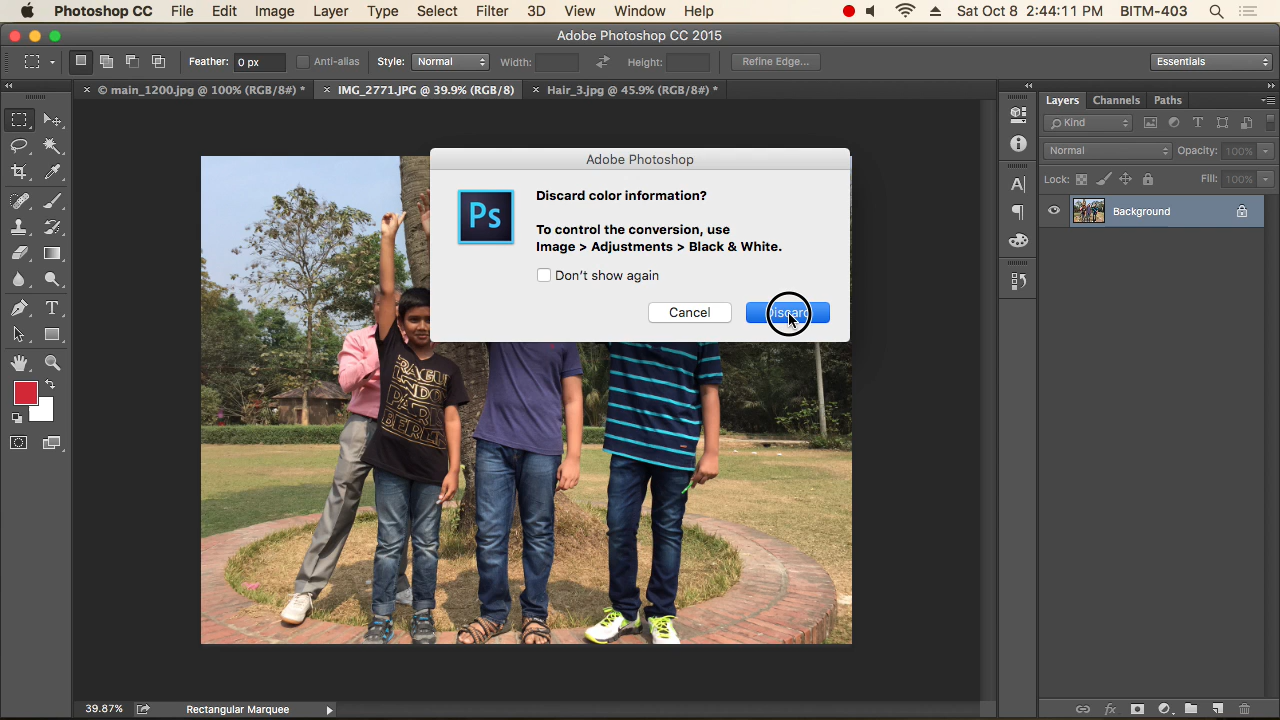 Photoshop CC File Edit Image Layer Type Select Filter 3D View Window Help Sat Oct 8 2:44:11 PM BITM-403
Adobe Photoshop CC 2015
Feather: 0 px Anti-alias Style: Normal Width: Height: Refine Edge... Essentials
× © main_1200.jpg @ 100% (RGB/8#) * × IMG_2771.JPG @ 39.9% (RGB/8) × Hair_3.jpg @ 45.9% (RGB/8#) *
Layers Channels Paths
Kind
Normal Opacity: 100%
Lock: Fill: 100%
Background
Adobe Photoshop
Ps
Discard color information?
To control the conversion, use
Image > Adjustments > Black & White.
Don't show again
Cancel Discard
PRAGUE
LONDON
PARIS
BERLIN
39.87% Rectangular Marquee